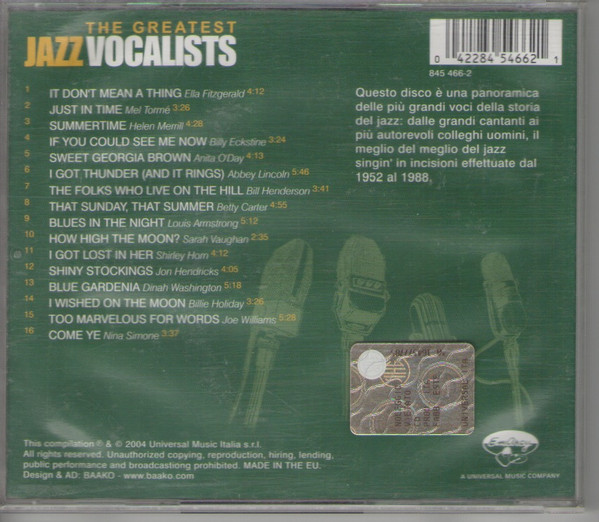 THE GREATEST
JAZZ VOCALISTS
0 42284 54662 1
845 466-2
1 IT DON'T MEAN A THING Ella Fitzgerald 4:12
2 JUST IN TIME Mel Tormé 3:26
3 SUMMERTIME Helen Merrill 4:28
4 IF YOU COULD SEE ME NOW Billy Eckstine 3:24
5 SWEET GEORGIA BROWN Anita O'Day 4:13
6 I GOT THUNDER (AND IT RINGS) Abbey Lincoln 5:46
7 THE FOLKS WHO LIVE ON THE HILL Bill Henderson 3:41
8 THAT SUNDAY, THAT SUMMER Betty Carter 4:55
9 BLUES IN THE NIGHT Louis Armstrong 5:12
10 HOW HIGH THE MOON? Sarah Vaughan 2:35
11 I GOT LOST IN HER Shirley Horn 4:12
12 SHINY STOCKINGS Jon Hendricks 4:05
13 BLUE GARDENIA Dinah Washington 5:18
14 I WISHED ON THE MOON Billie Holiday 3:26
15 TOO MARVELOUS FOR WORDS Joe Williams 5:28
16 COME YE Nina Simone 3:37
Questo disco è una panoramica
delle più grandi voci della storia
del jazz: dalle grandi cantanti ai
più autorevoli colleghi uomini, il
meglio del meglio del jazz
singin' in incisioni effettuate dal
1952 al 1988.
This compilation ℗ & © 2004 Universal Music Italia s.r.l.
All rights reserved. Unauthorized copying, reproduction, hiring, lending,
public performance and broadcastiong prohibited. MADE IN THE EU.
Design & AD: BAAKO - www.baako.com
EmArcy
A UNIVERSAL MUSIC COMPANY